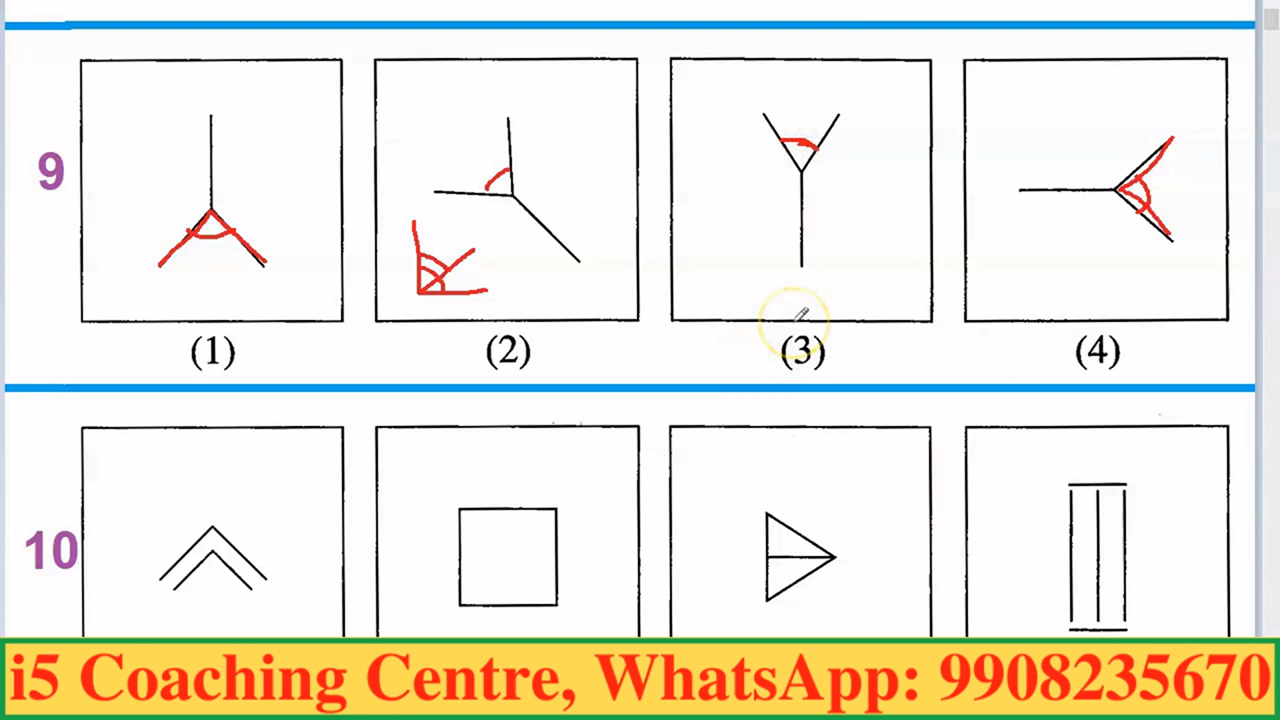 9
(1) (2) (3) (4)
10
i5 Coaching Centre, WhatsApp: 9908235670